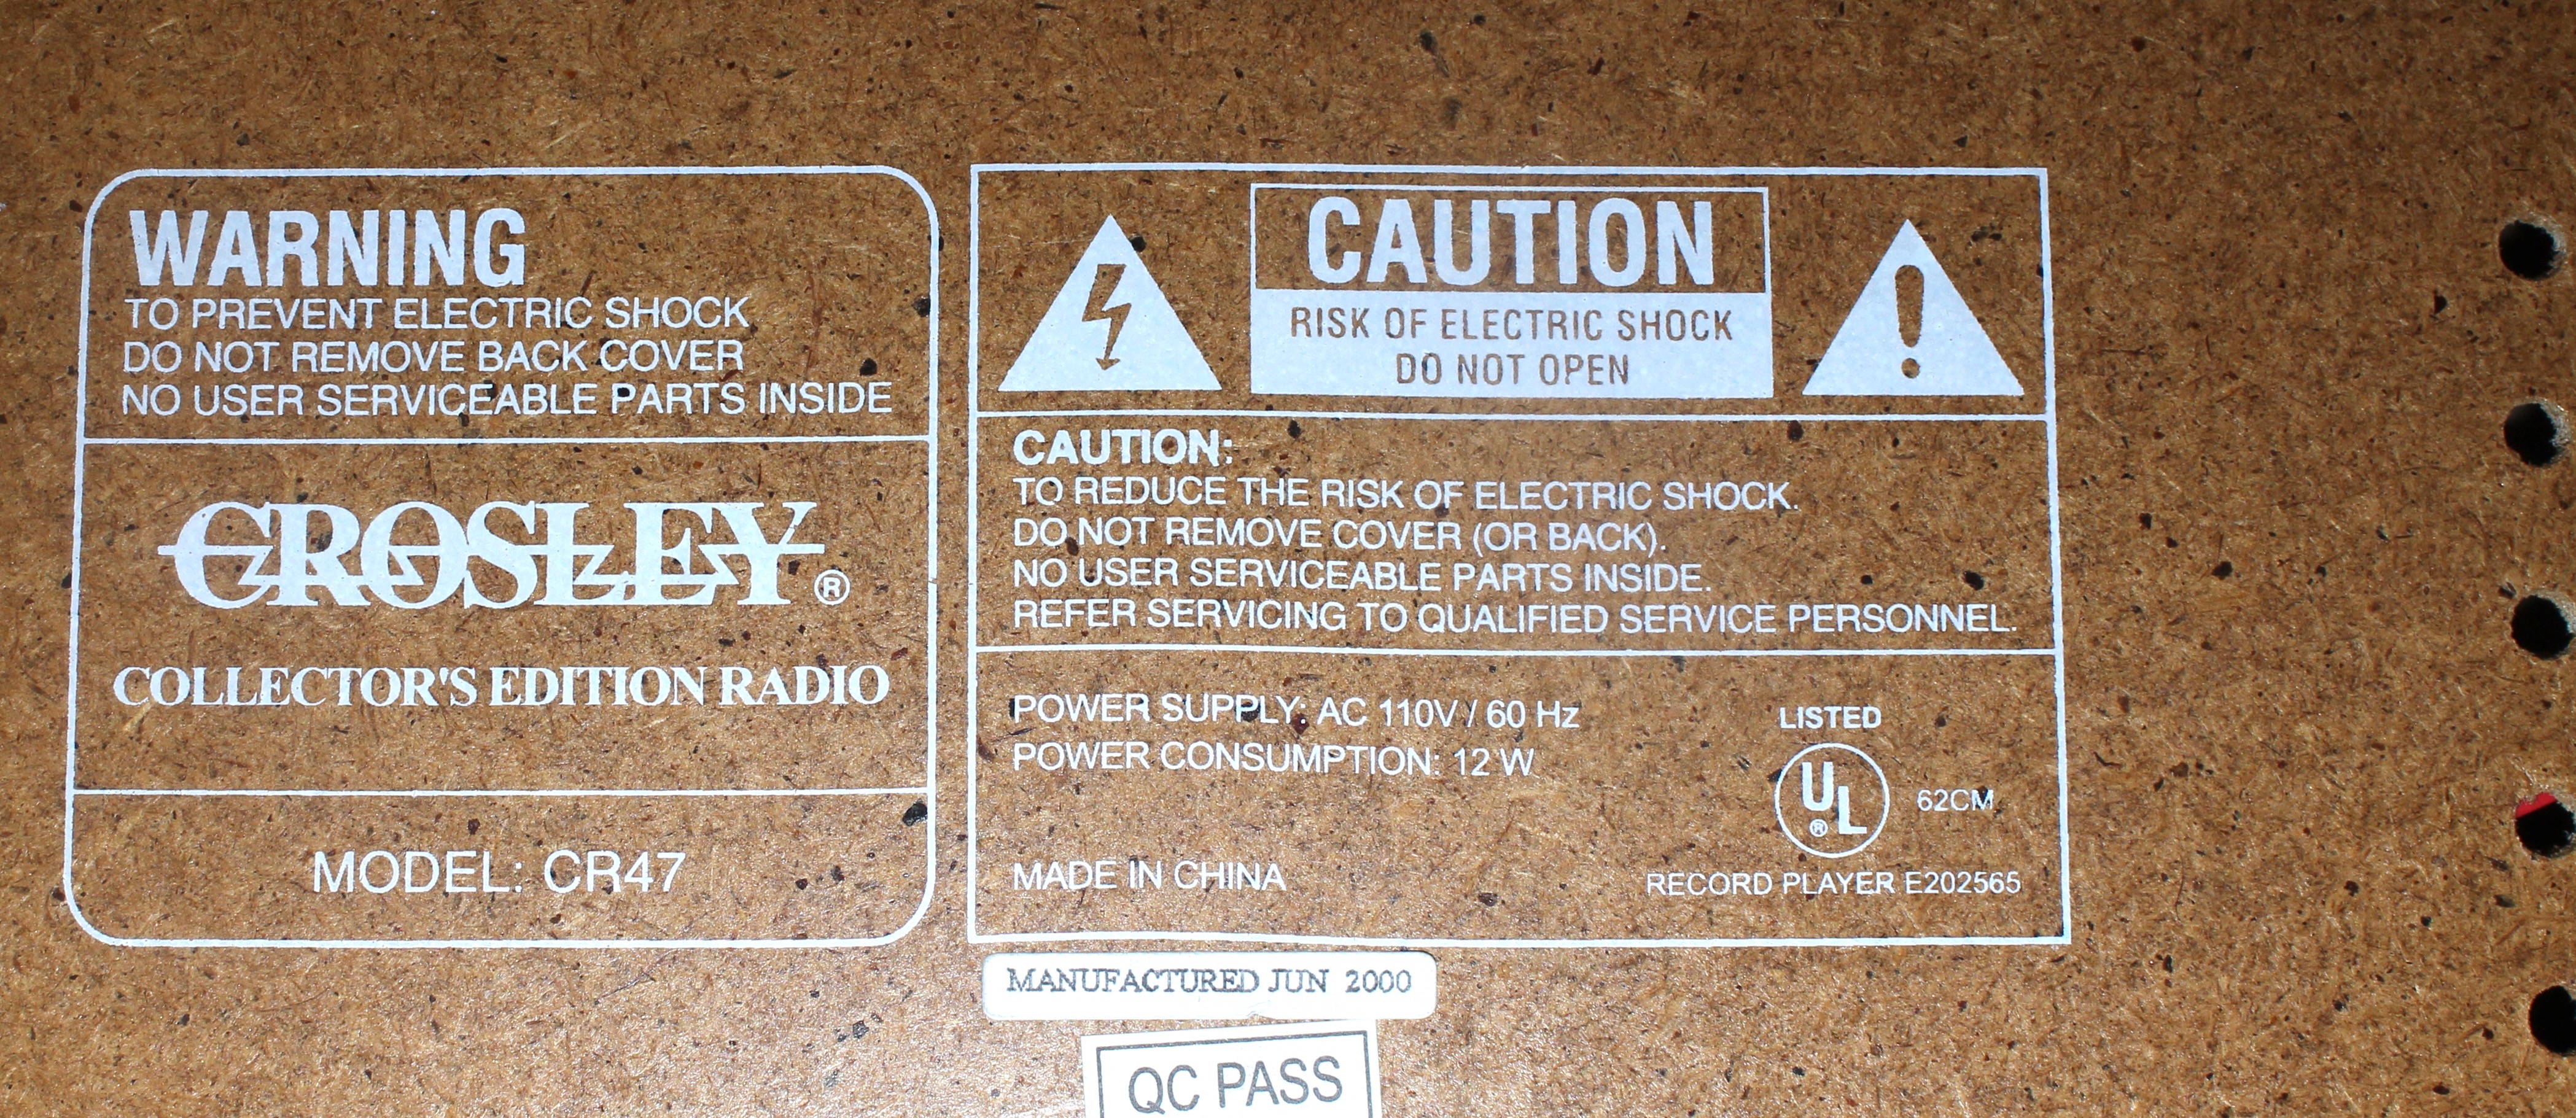 WARNING
TO PREVENT ELECTRIC SHOCK
DO NOT REMOVE BACK COVER
NO USER SERVICEABLE PARTS INSIDE
CROSLEY ®
COLLECTOR'S EDITION RADIO
MODEL: CR47
CAUTION
RISK OF ELECTRIC SHOCK
DO NOT OPEN
CAUTION:
TO REDUCE THE RISK OF ELECTRIC SHOCK.
DO NOT REMOVE COVER (OR BACK).
NO USER SERVICEABLE PARTS INSIDE.
REFER SERVICING TO QUALIFIED SERVICE PERSONNEL.
POWER SUPPLY: AC 110V / 60 Hz
POWER CONSUMPTION: 12 W
MADE IN CHINA
LISTED
UL ® 62CM
RECORD PLAYER E202565
MANUFACTURED JUN 2000
QC PASS